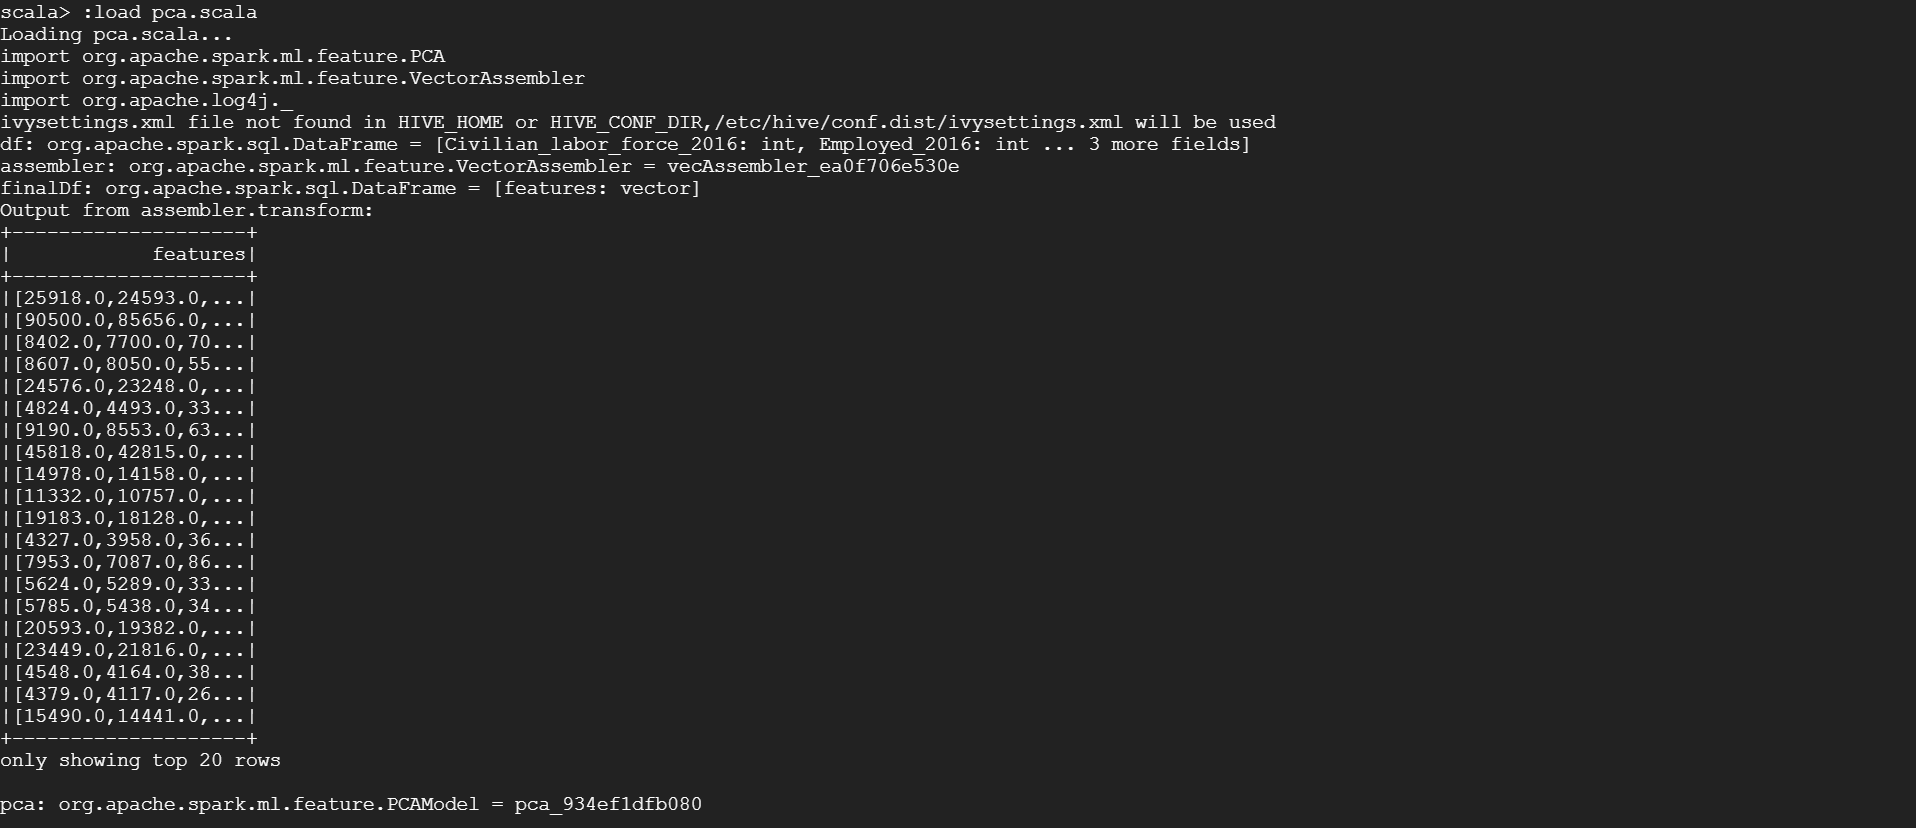 scala> :load pca.scala
Loading pca.scala...
import org.apache.spark.ml.feature.PCA
import org.apache.spark.ml.feature.VectorAssembler
import org.apache.log4j._
ivysettings.xml file not found in HIVE_HOME or HIVE_CONF_DIR,/etc/hive/conf.dist/ivysettings.xml will be used
df: org.apache.spark.sql.DataFrame = [Civilian_labor_force_2016: int, Employed_2016: int ... 3 more fields]
assembler: org.apache.spark.ml.feature.VectorAssembler = vecAssembler_ea0f706e530e
finalDf: org.apache.spark.sql.DataFrame = [features: vector]
Output from assembler.transform:
+--------------------+
|            features|
+--------------------+
|[25918.0,24593.0,...|
|[90500.0,85656.0,...|
|[8402.0,7700.0,70...|
|[8607.0,8050.0,55...|
|[24576.0,23248.0,...|
|[4824.0,4493.0,33...|
|[9190.0,8553.0,63...|
|[45818.0,42815.0,...|
|[14978.0,14158.0,...|
|[11332.0,10757.0,...|
|[19183.0,18128.0,...|
|[4327.0,3958.0,36...|
|[7953.0,7087.0,86...|
|[5624.0,5289.0,33...|
|[5785.0,5438.0,34...|
|[20593.0,19382.0,...|
|[23449.0,21816.0,...|
|[4548.0,4164.0,38...|
|[4379.0,4117.0,26...|
|[15490.0,14441.0,...|
+--------------------+
only showing top 20 rows
pca: org.apache.spark.ml.feature.PCAModel = pca_934ef1dfb080